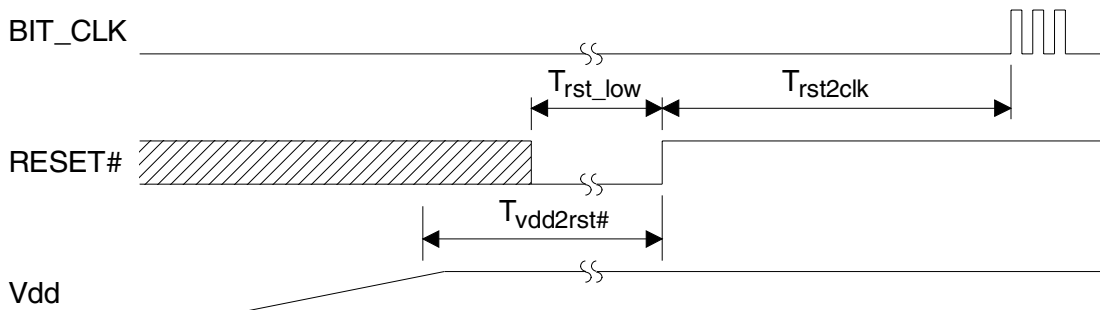 BIT_CLK
Trst_low
Trst2clk
RESET#
Tvdd2rst#
Vdd